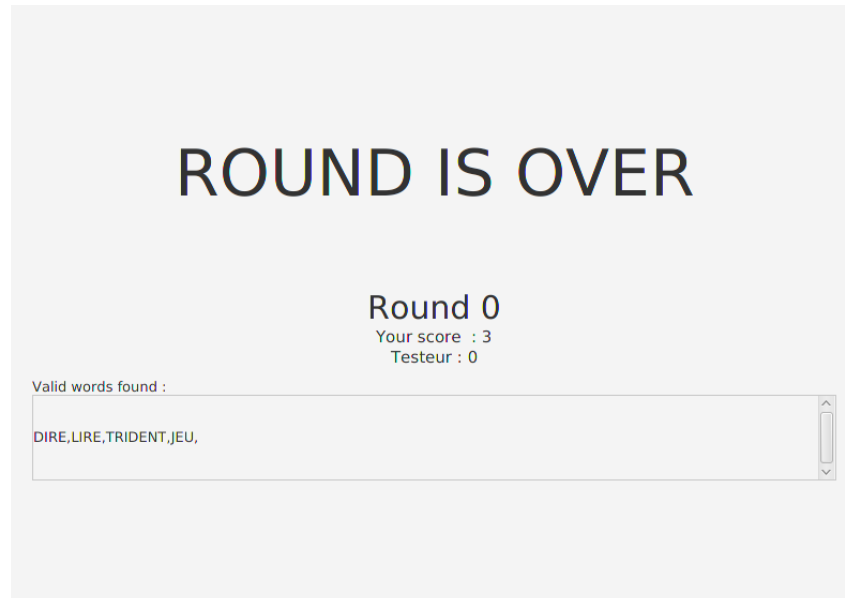 ROUND IS OVER
Round 0
Your score : 3
Testeur : 0
Valid words found :
DIRE,LIRE,TRIDENT,JEU,